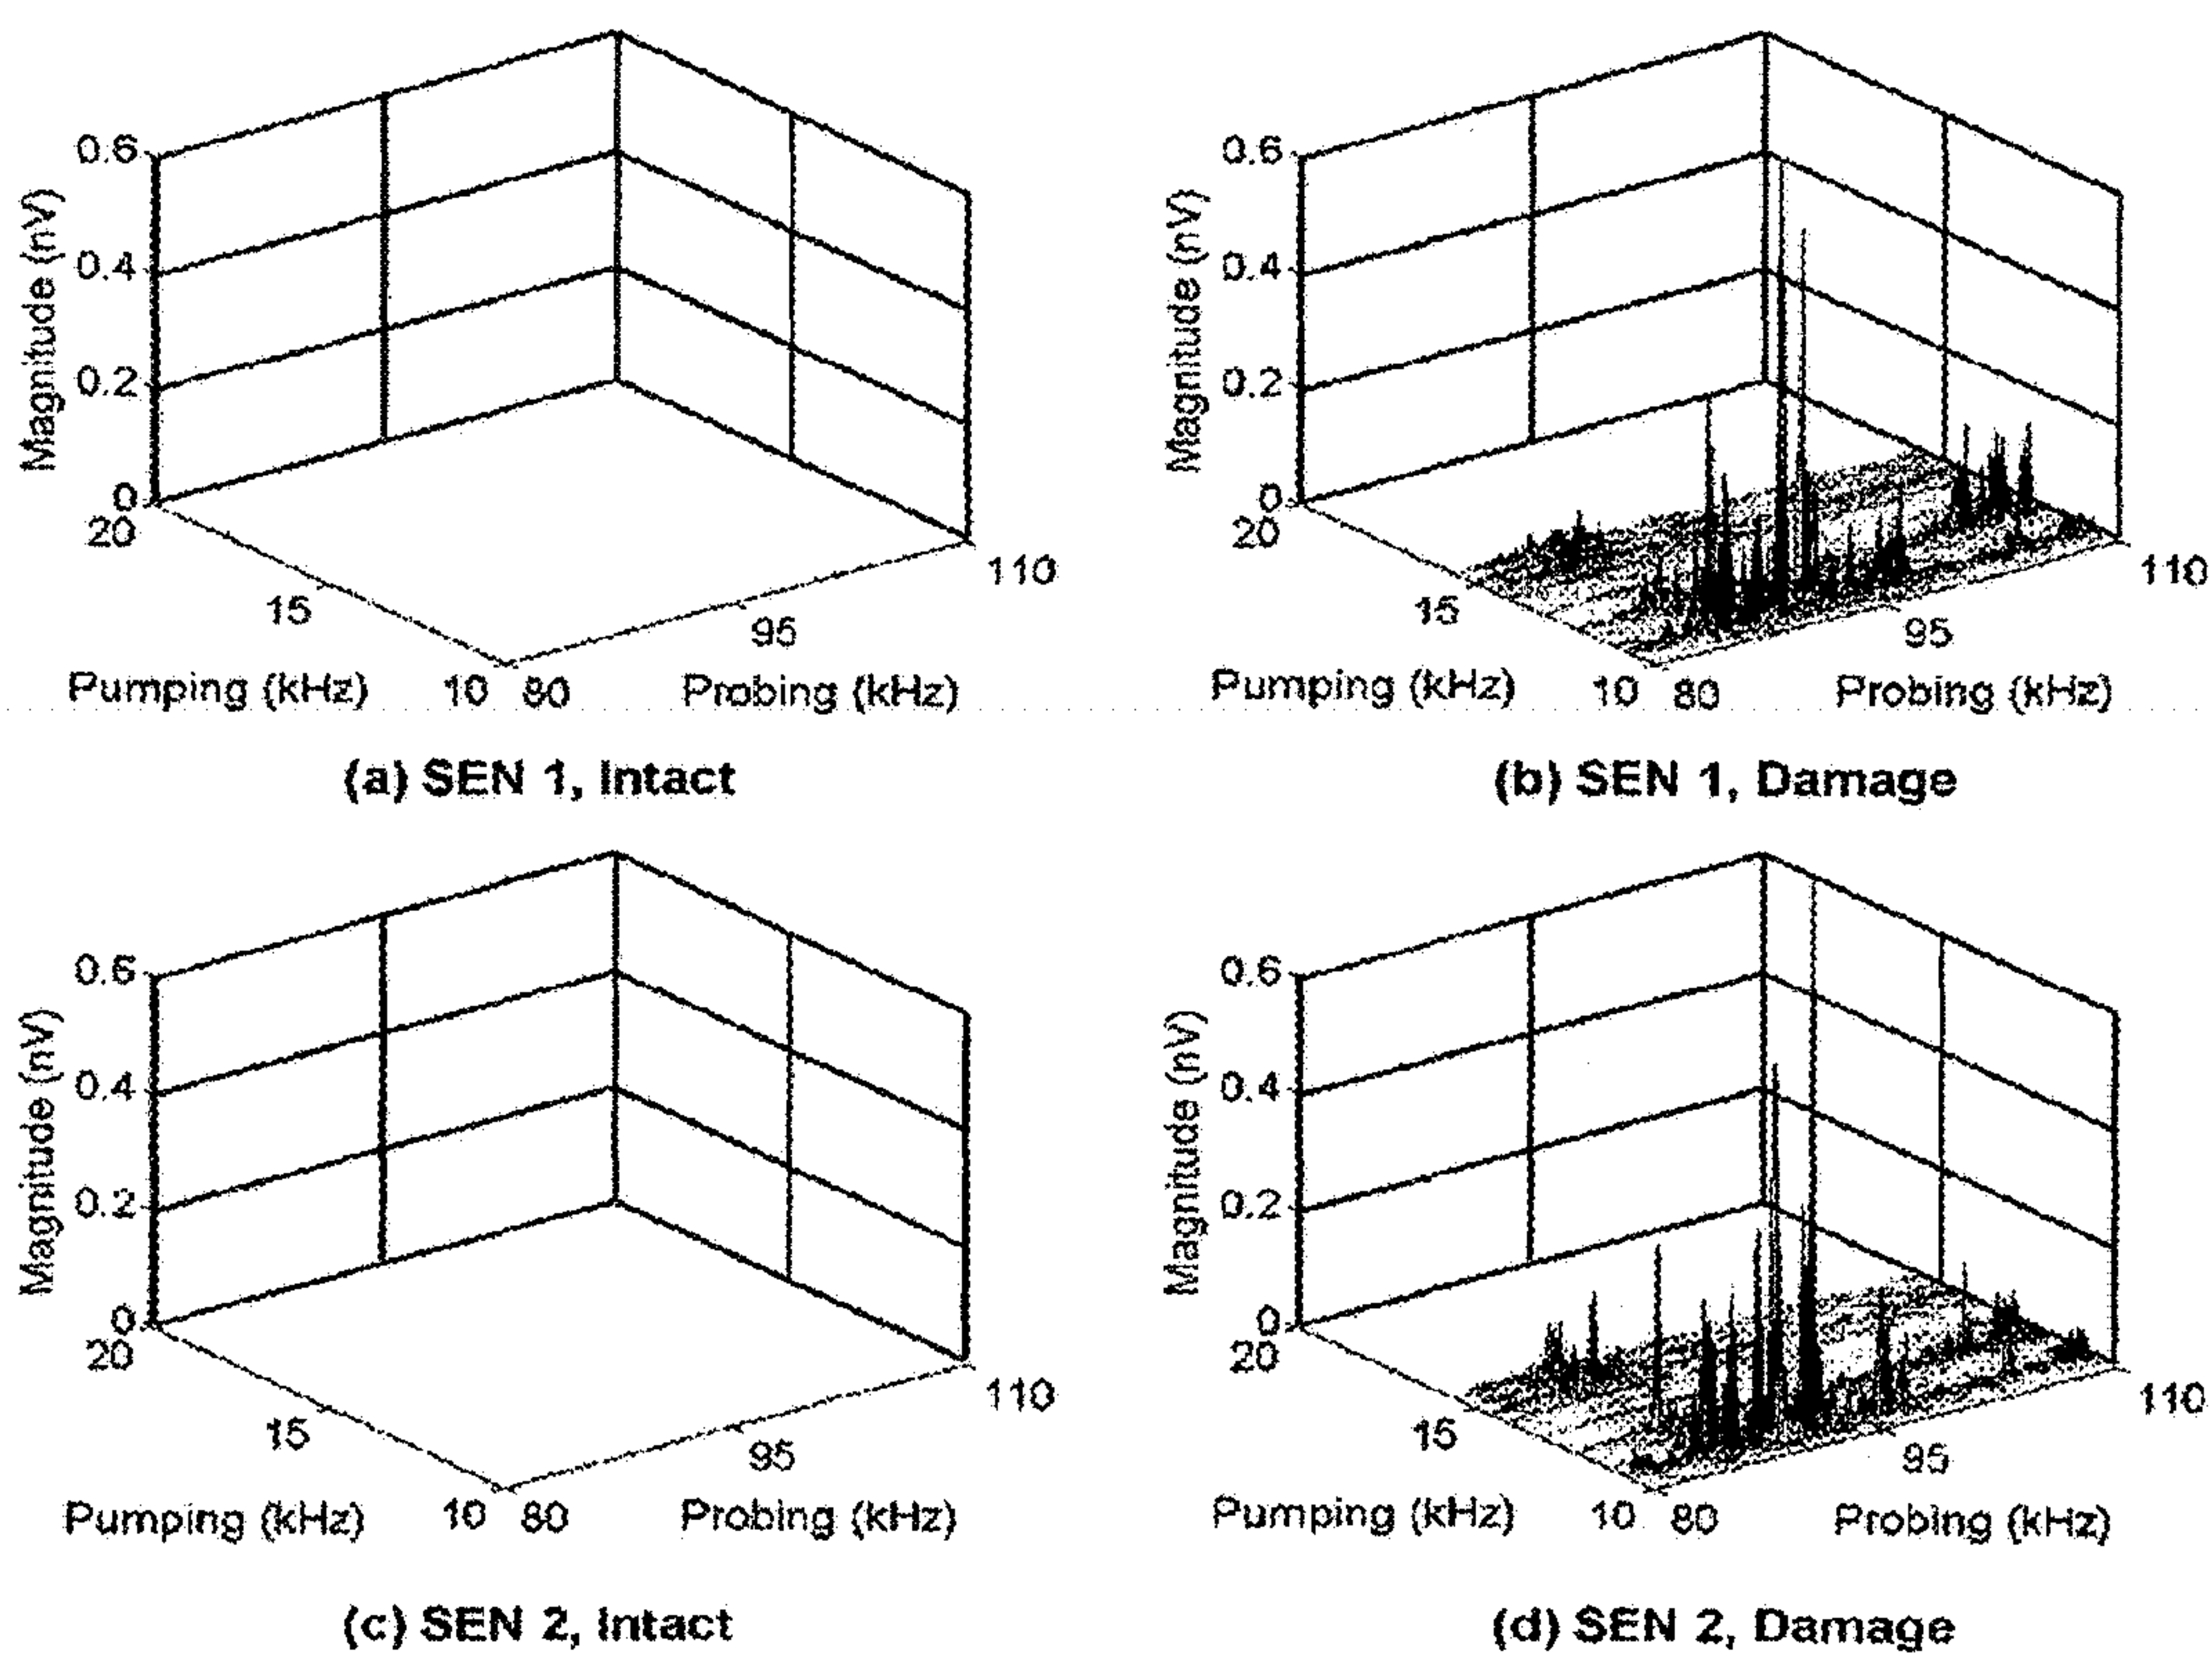 0.6
0.4
0.2
0
Magnitude (nV)
20
15
10
Pumping (kHz)
80
95
110
Probing (kHz)
(a) SEN 1, Intact
0.6
0.4
0.2
0
Magnitude (nV)
20
15
10
Pumping (kHz)
80
95
110
Probing (kHz)
(b) SEN 1, Damage
0.6
0.4
0.2
0
Magnitude (nV)
20
15
10
Pumping (kHz)
80
95
110
Probing (kHz)
(c) SEN 2, Intact
0.6
0.4
0.2
0
Magnitude (nV)
20
15
10
Pumping (kHz)
80
95
110
Probing (kHz)
(d) SEN 2, Damage